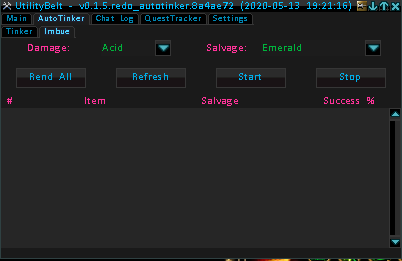 UtilityBelt - v0.1.5.redo_autotinker.8a4ae72 (2020-05-13 19:21:16)
Main AutoTinker Chat Log QuestTracker Settings
Tinker Imbue
Damage: Acid Salvage: Emerald
Rend All Refresh Start Stop
# Item Salvage Success %